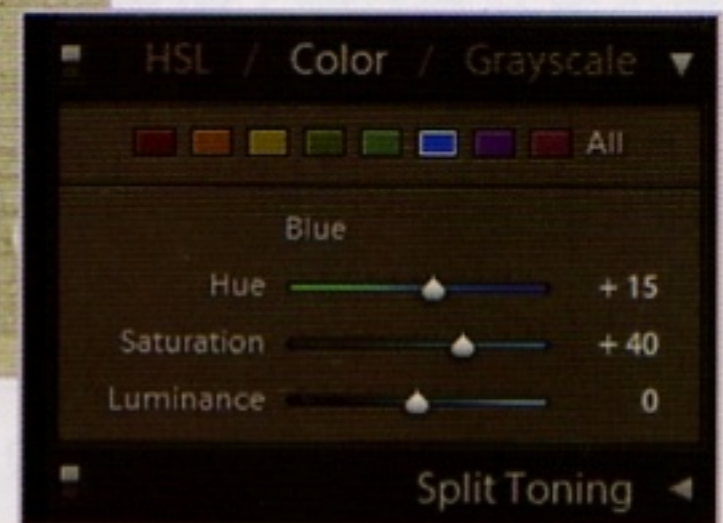 HSL / Color / Grayscale
All
Blue
Hue + 15
Saturation + 40
Luminance 0
Split Toning